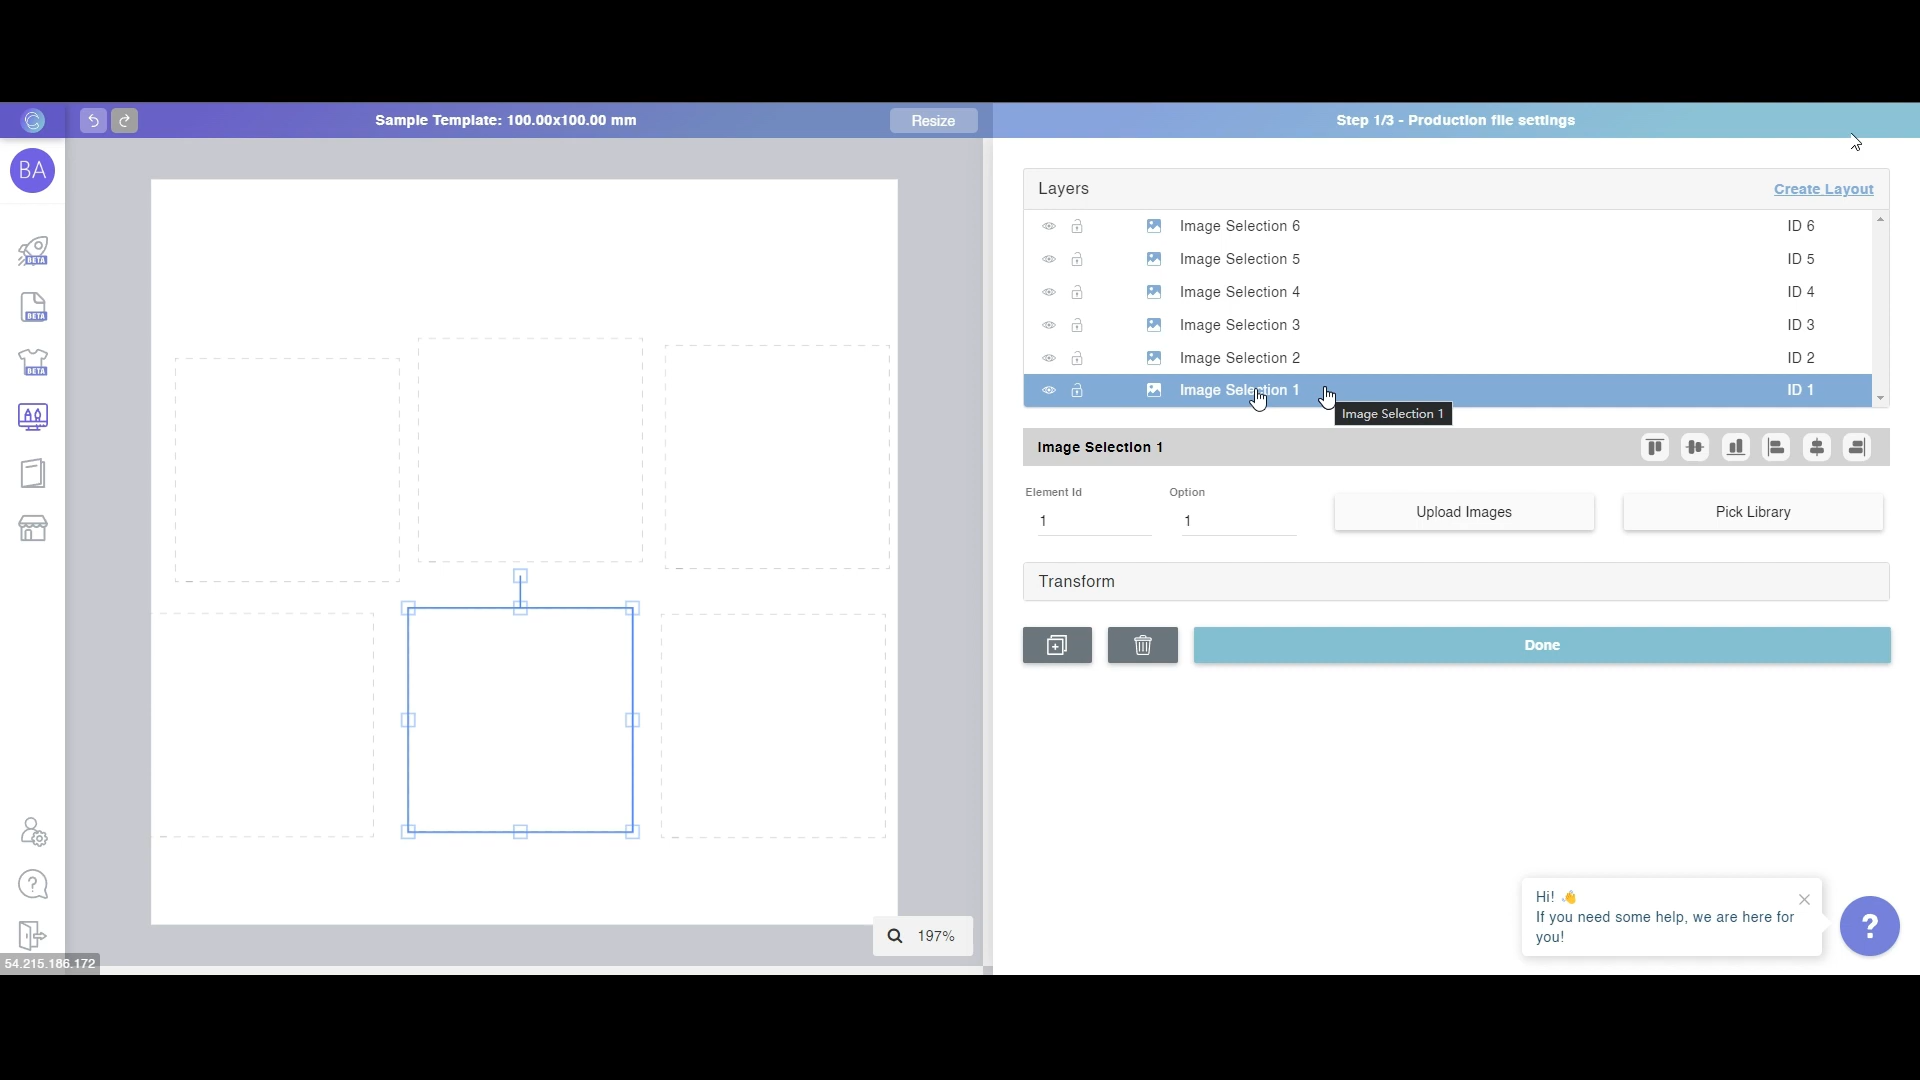 Sample Template: 100.00x100.00 mm
Resize
Step 1/3 - Production file settings
BA
BETA
BETA
BETA
Layers
Create Layout
Image Selection 6 ID 6
Image Selection 5 ID 5
Image Selection 4 ID 4
Image Selection 3 ID 3
Image Selection 2 ID 2
Image Selection 1 ID 1
Image Selection 1
Image Selection 1
Element Id
Option
1
1
Upload Images
Pick Library
Transform
Done
Hi! 👋
If you need some help, we are here for
you!
?
197%
54.215.186.172